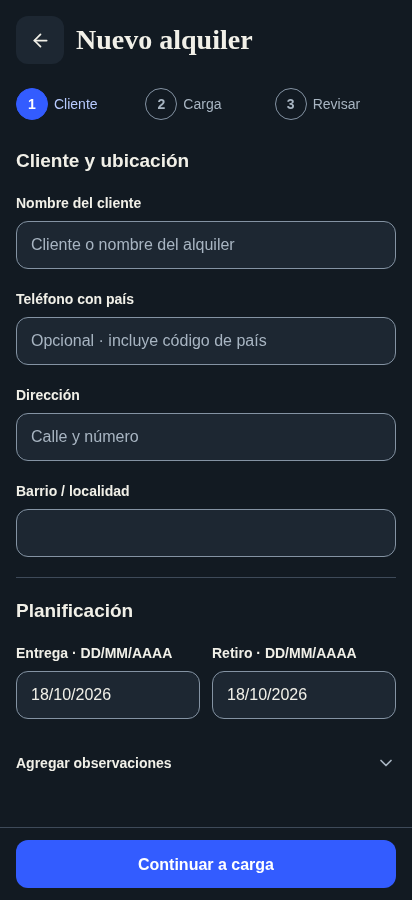 Nuevo alquiler
1 Cliente 2 Carga 3 Revisar
Cliente y ubicación
Nombre del cliente
Cliente o nombre del alquiler
Teléfono con país
Opcional · incluye código de país
Dirección
Calle y número
Barrio / localidad
Planificación
Entrega · DD/MM/AAAA Retiro · DD/MM/AAAA
18/10/2026 18/10/2026
Agregar observaciones
Continuar a carga